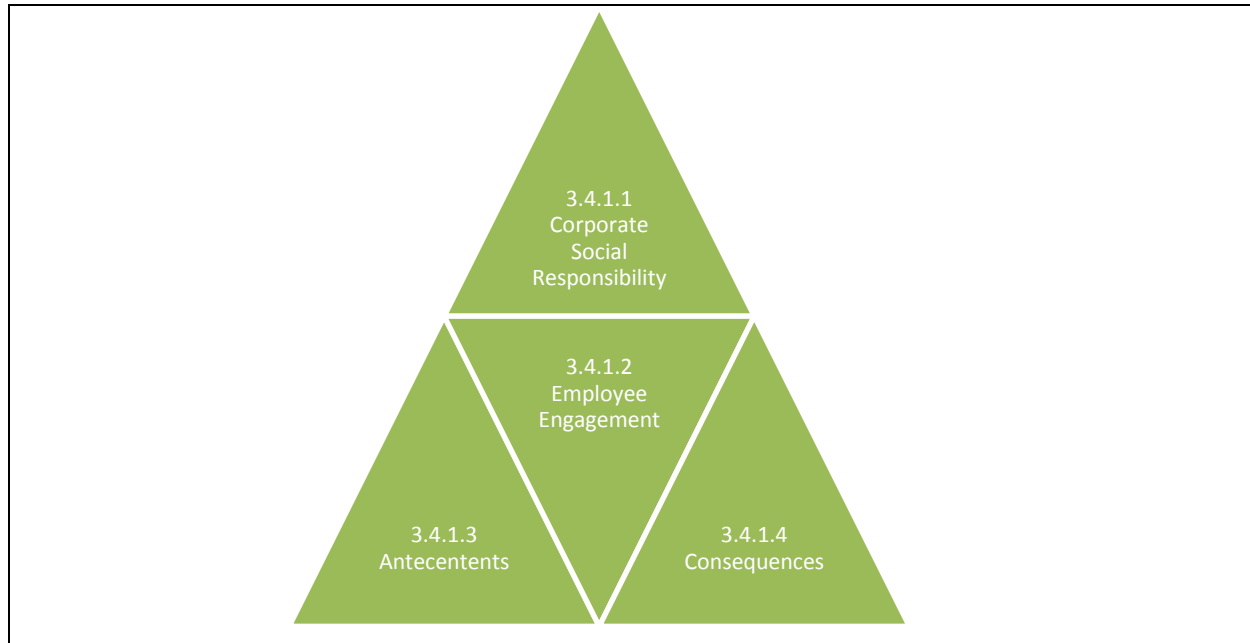 3.4.1.1
Corporate
Social
Responsibility
3.4.1.2
Employee
Engagement
3.4.1.3
Antecentents
3.4.1.4
Consequences